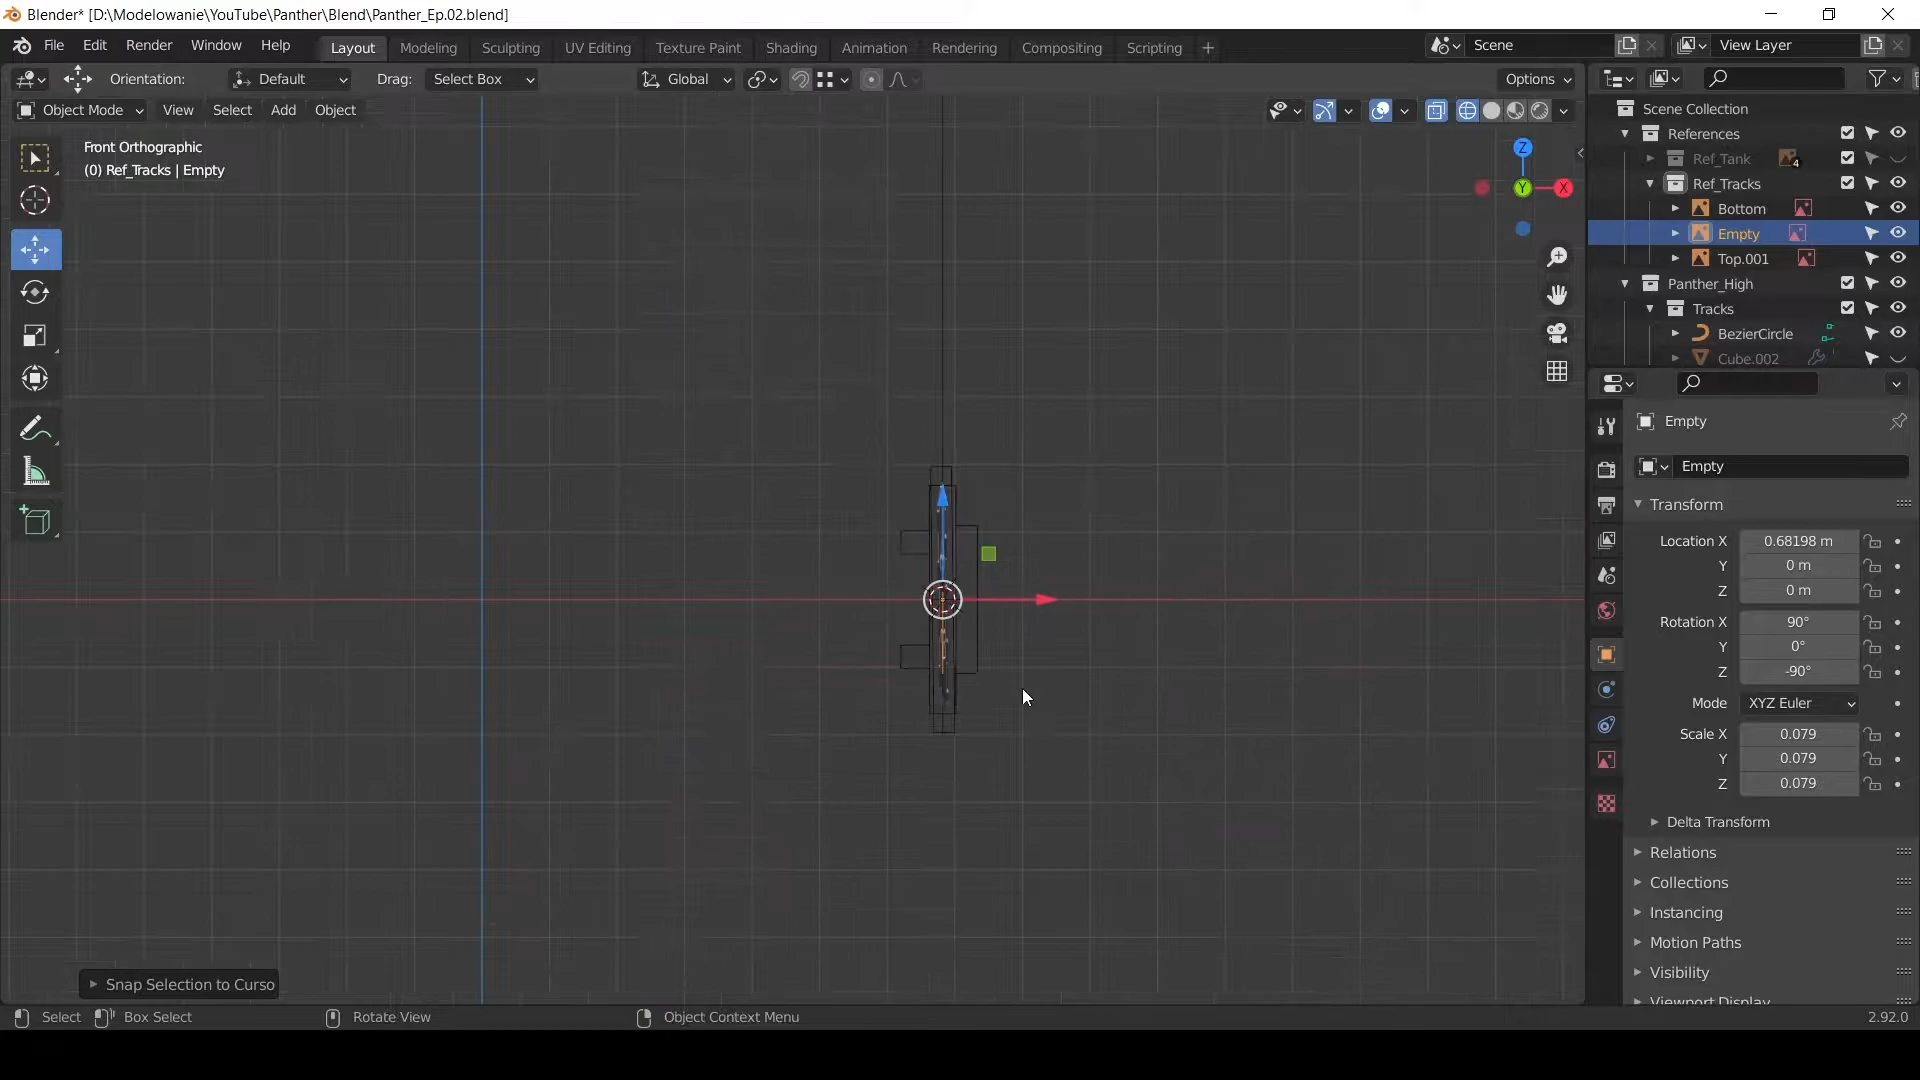 Blender* [D:\Modelowanie\YouTube\Panther\Blend\Panther_Ep.02.blend]
File Edit Render Window Help Layout Modeling Sculpting UV Editing Texture Paint Shading Animation Rendering Compositing Scripting + Scene View Layer
Orientation: Default Drag: Select Box Global Options
Object Mode View Select Add Object
Front Orthographic
(0) Ref_Tracks | Empty
Z
Y
X
Scene Collection
References
Ref_Tank 4
Ref_Tracks
Bottom
Empty
Top.001
Panther_High
Tracks
BezierCircle
Cube.002
Empty
Empty
Transform
Location X 0.68198 m
Y 0 m
Z 0 m
Rotation X 90°
Y 0°
Z -90°
Mode XYZ Euler
Scale X 0.079
Y 0.079
Z 0.079
Delta Transform
Relations
Collections
Instancing
Motion Paths
Visibility
Viewport Display
Snap Selection to Curso
Select Box Select Rotate View Object Context Menu 2.92.0